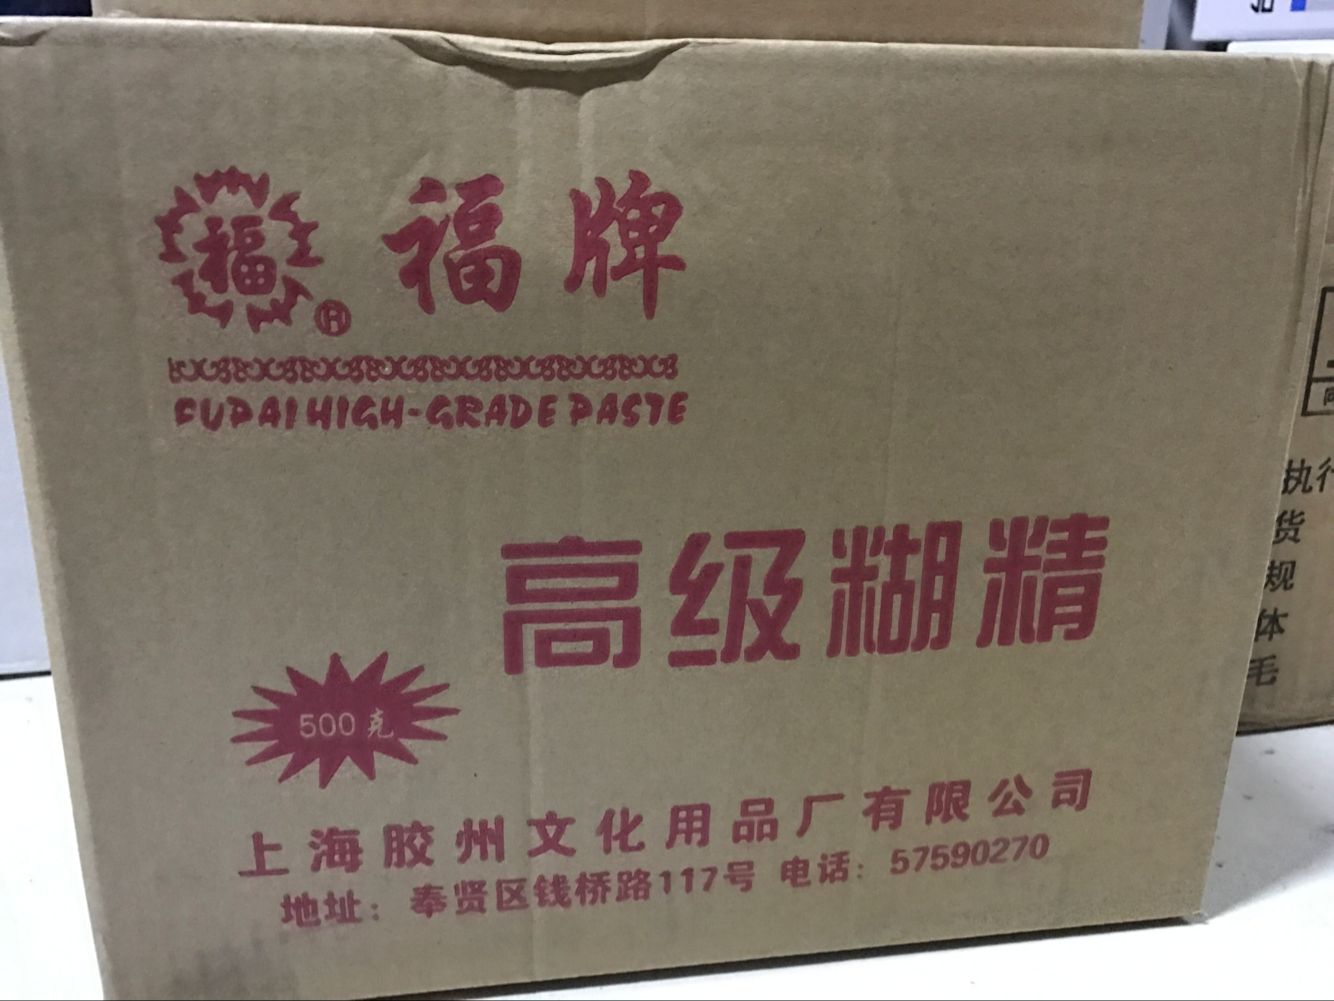 福
®
福牌
FUPAI HIGH-GRADE PASTE
高级糊精
500克
上海胶州文化用品厂有限公司
地址：奉贤区钱桥路117号 电话：57590270
执行
货
规
体
毛